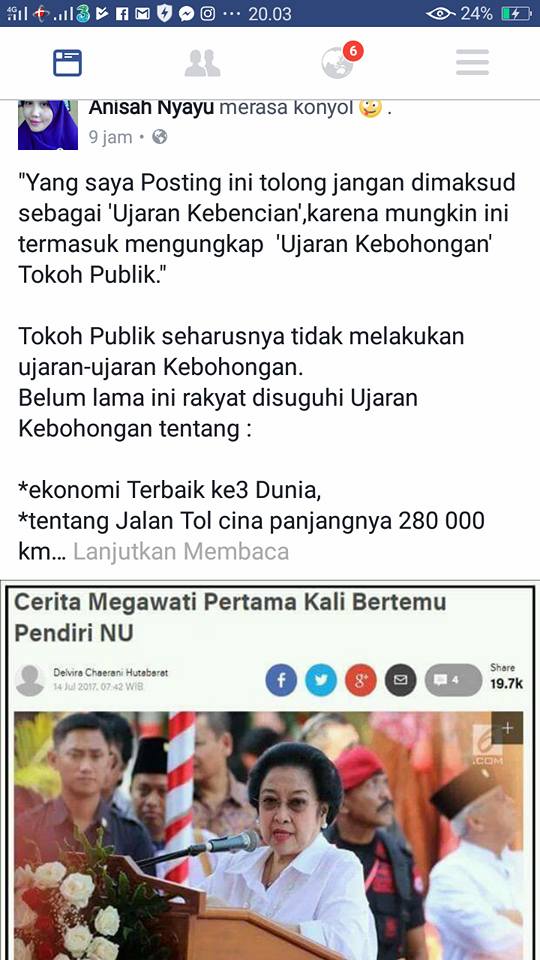 4G 3 ... 20.03 24%
6
Anisah Nyayu merasa konyol .
9 jam
"Yang saya Posting ini tolong jangan dimaksud
sebagai 'Ujaran Kebencian',karena mungkin ini
termasuk mengungkap 'Ujaran Kebohongan'
Tokoh Publik."
Tokoh Publik seharusnya tidak melakukan
ujaran-ujaran Kebohongan.
Belum lama ini rakyat disuguhi Ujaran
Kebohongan tentang :
*ekonomi Terbaik ke3 Dunia,
*tentang Jalan Tol cina panjangnya 280 000
km... Lanjutkan Membaca
Cerita Megawati Pertama Kali Bertemu
Pendiri NU
Delvira Chaerani Hutabarat
14 Jul 2017, 07:42 WIB
4
Share
19.7k
6
.COM